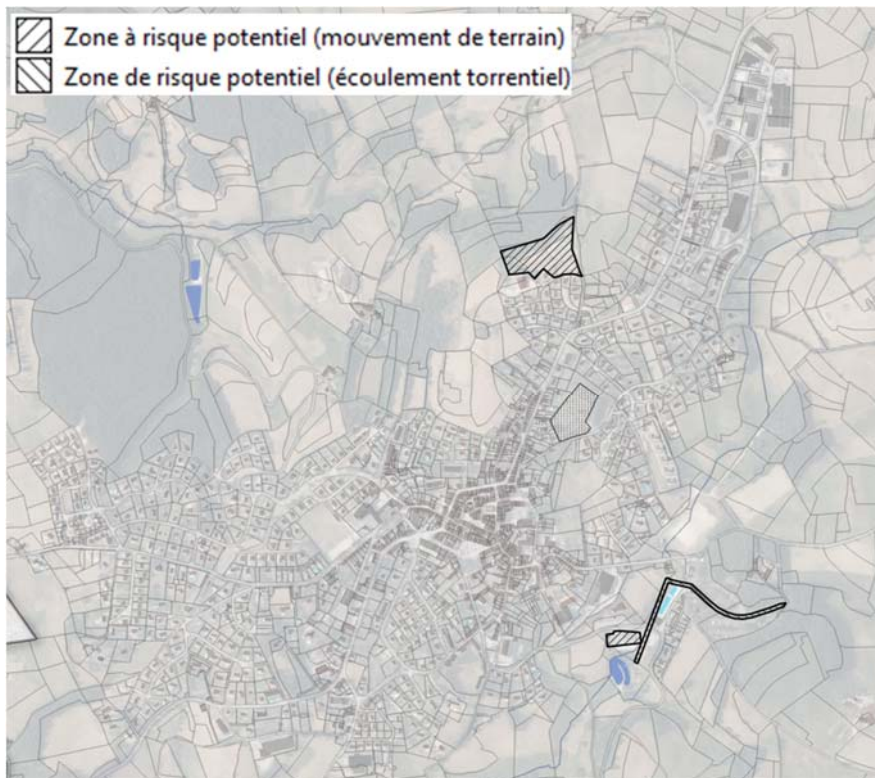 Zone à risque potentiel (mouvement de terrain)
Zone de risque potentiel (écoulement torrentiel)